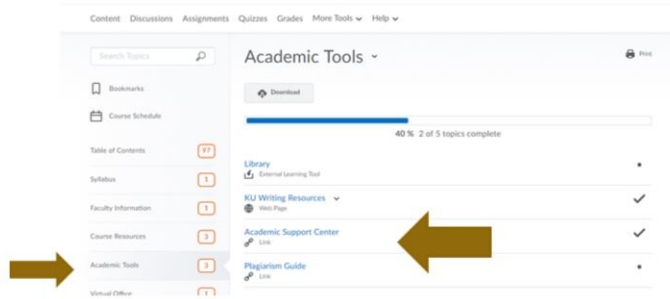 Content Discussions Assignments Quizzes Grades More Tools Help
Search Topics
Bookmarks
Course Schedule
Table of Contents 97
Syllabus 1
Faculty Information 1
Course Resources 3
Academic Tools 3
Virtual Office 1
Academic Tools
Print
Download
40 % 2 of 5 topics complete
Library
External Learning Tool
KU Writing Resources
Web Page
Academic Support Center
Link
Plagiarism Guide
Link